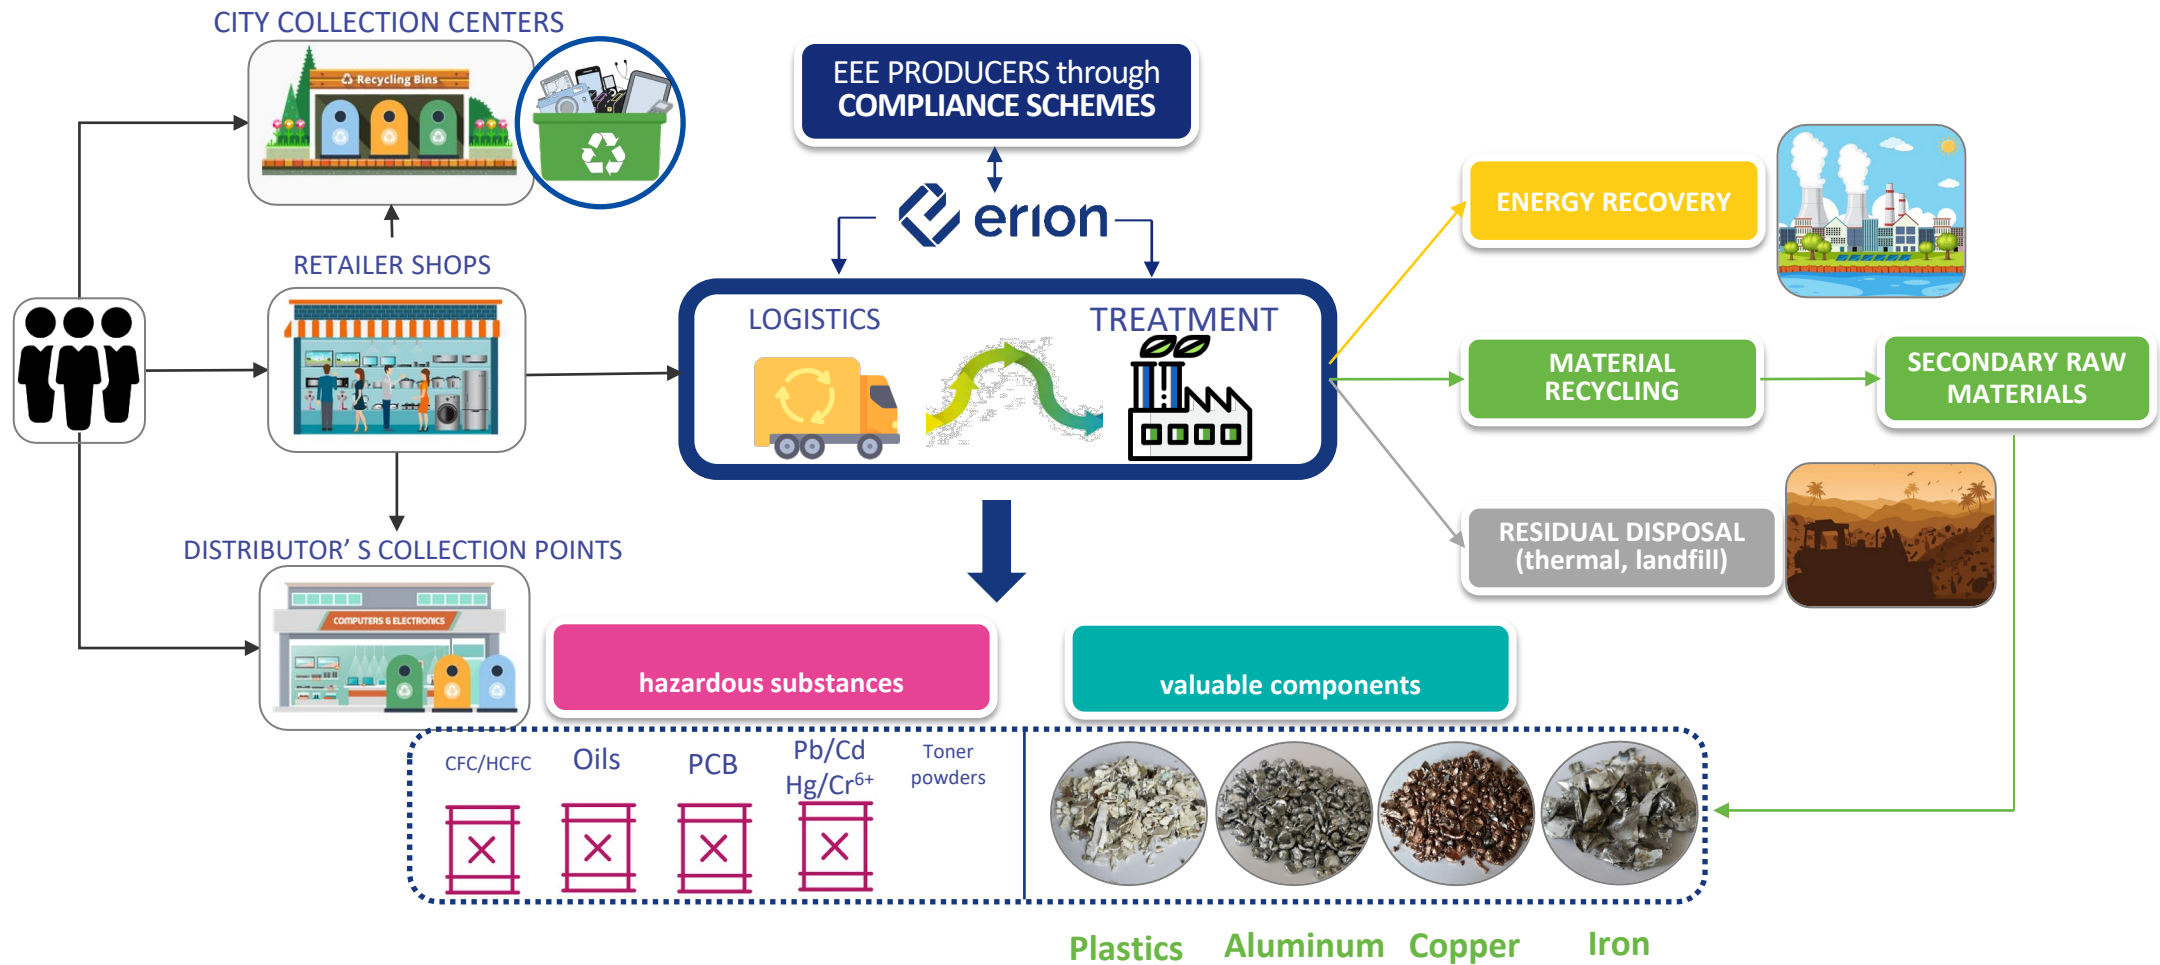 CITY COLLECTION CENTERS
Recycling Bins
EEE PRODUCERS through
COMPLIANCE SCHEMES
erion
RETAILER SHOPS
LOGISTICS
TREATMENT
ENERGY RECOVERY
MATERIAL
RECYCLING
SECONDARY RAW
MATERIALS
RESIDUAL DISPOSAL
(thermal, landfill)
DISTRIBUTOR' S COLLECTION POINTS
COMPUTERS & ELECTRONICS
hazardous substances
valuable components
CFC/HCFC
Oils
PCB
Pb/Cd
Hg/Cr⁶⁺
Toner
powders
Plastics
Aluminum
Copper
Iron